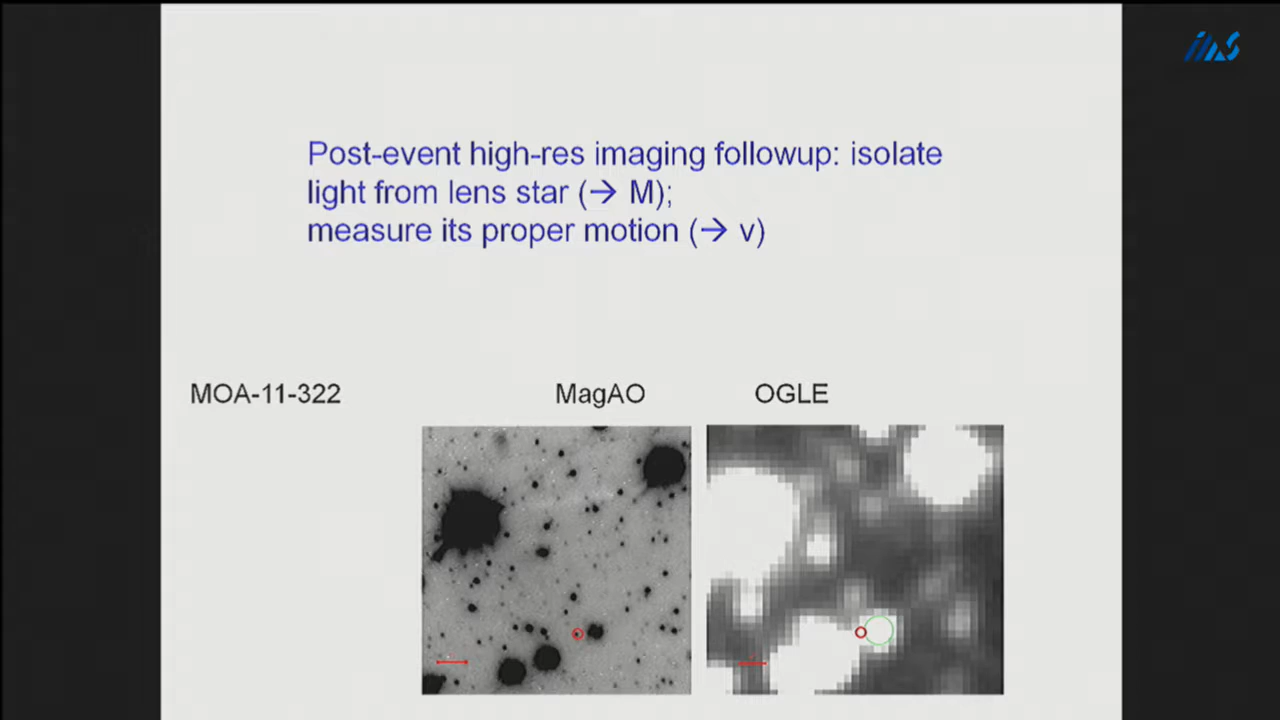 iias
Post-event high-res imaging followup: isolate
light from lens star (→ M);
measure its proper motion (→ v)
MOA-11-322
MagAO
OGLE